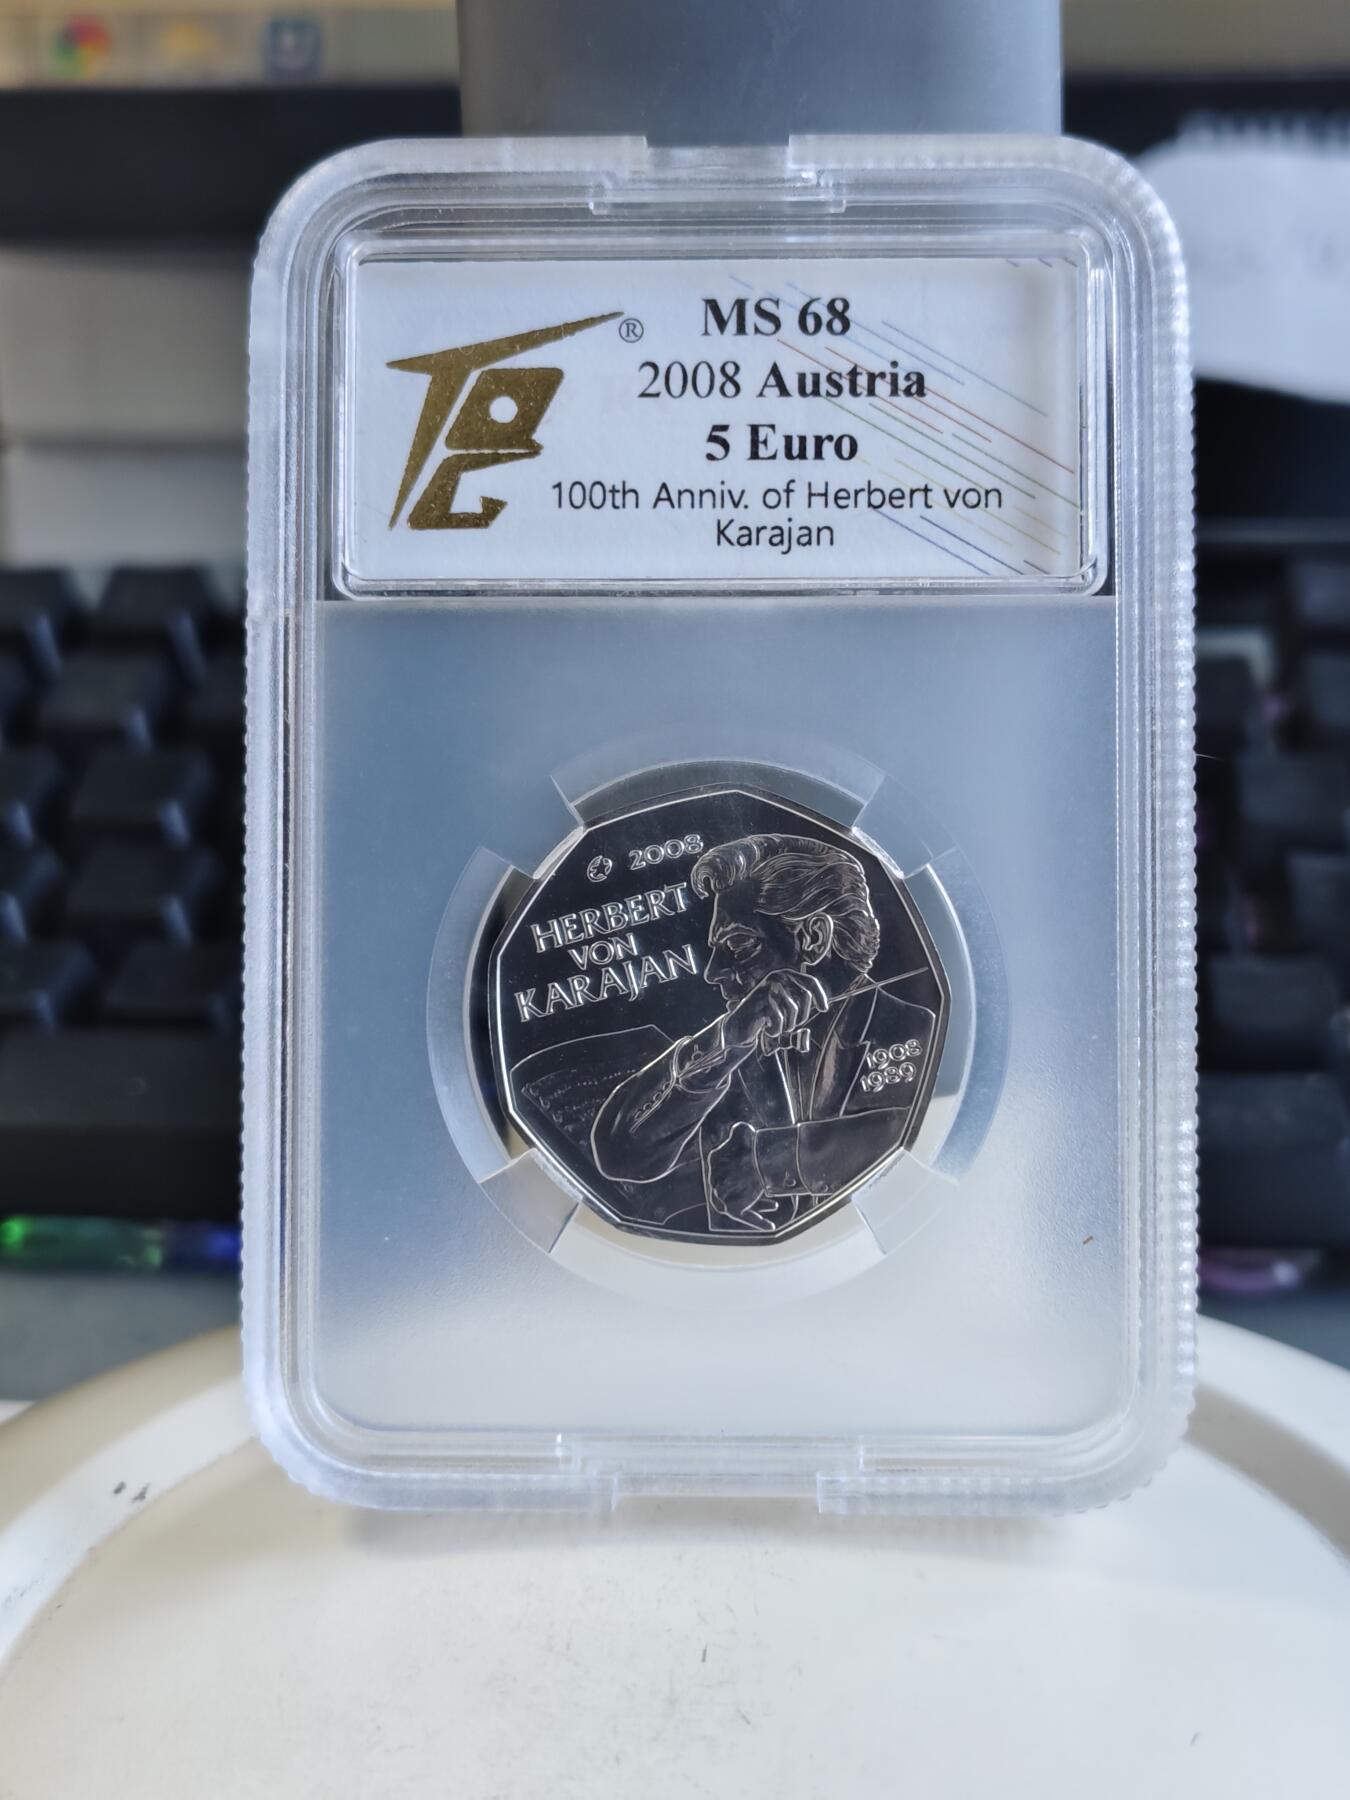 ®
MS 68
2008 Austria
5 Euro
100th Anniv. of Herbert von
Karajan
2008
HERBERT
VON
KARAJAN
1908
1989